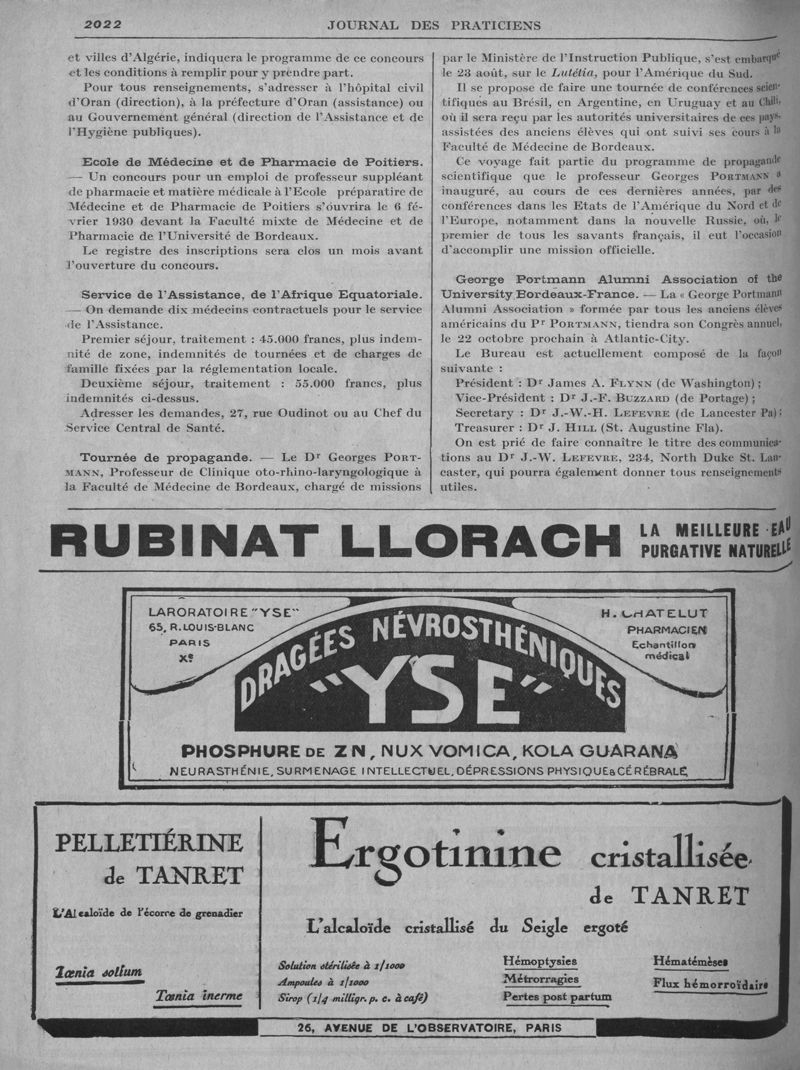 2022
JOURNAL DES PRATICIENS
et villes d'Algérie, indiquera le programme de ce concours
et les conditions à remplir pour y prendre part.
Pour tous renseignements, s'adresser à l'hôpital civil
d'Oran (direction), à la préfecture d'Oran (assistance) ou
au Gouvernement général (direction de l'Assistance et de
l'Hygiène publiques).
Ecole de Médecine et de Pharmacie de Poitiers.
— Un concours pour un emploi de professeur suppléant
de pharmacie et matière médicale à l'Ecole préparatire de
Médecine et de Pharmacie de Poitiers s'ouvrira le 6 fé-
vrier 1930 devant la Faculté mixte de Médecine et de
Pharmacie de l'Université de Bordeaux.
Le registre des inscriptions sera clos un mois avant
l'ouverture du concours.
Service de l'Assistance, de l'Afrique Equatoriale.
— On demande dix médecins contractuels pour le service
de l'Assistance.
Premier séjour, traitement : 45.000 francs, plus indem-
nité de zone, indemnités de tournées et de charges de
famille fixées par la réglementation locale.
Deuxième séjour, traitement : 55.000 francs, plus
indemnités ci-dessus.
Adresser les demandes, 27, rue Oudinot ou au Chef du
Service Central de Santé.
Tournée de propagande. — Le Dr Georges PORT-
MANN, Professeur de Clinique oto-rhino-laryngologique à
la Faculté de Médecine de Bordeaux, chargé de missions
par le Ministère de l'Instruction Publique, s'est embarqué
le 23 août, sur le Lutétia, pour l'Amérique du Sud.
Il se propose de faire une tournée de conférences scien-
tifiques au Brésil, en Argentine, en Uruguay et au Chili,
où il sera reçu par les autorités universitaires de ces pays,
assistées des anciens élèves qui ont suivi ses cours à la
Faculté de Médecine de Bordeaux.
Ce voyage fait partie du programme de propagande
scientifique que le professeur Georges PORTMANN a
inauguré, au cours de ces dernières années, par des
conférences dans les Etats de l'Amérique du Nord et de
l'Europe, notamment dans la nouvelle Russie, où, le
premier de tous les savants français, il eut l'occasion
d'accomplir une mission officielle.
George Portmann Alumni Association of the
University Bordeaux-France. — La « George Portmann
Alumni Association » formée par tous les anciens élèves
américains du Pr PORTMANN, tiendra son Congrès annuel,
le 22 octobre prochain à Atlantic-City.
Le Bureau est actuellement composé de la façon
suivante :
Président : Dr James A. FLYNN (de Washington) ;
Vice-Président : Dr J.-F. BUZZARD (de Portage) ;
Secretary : Dr J.-W.-H. LEFEVRE (de Lancester Pa) ;
Treasurer : Dr J. HILL (St. Augustine Fla).
On est prié de faire connaître le titre des communica-
tions au Dr J.-W. LEFEVRE, 234, North Duke St. Lan-
caster, qui pourra également donner tous renseignements
utiles.
RUBINAT LLORACH
LA MEILLEURE EAU
PURGATIVE NATURELLE
LARORATOIRE "YSE"
65, R. LOUIS-BLANC
PARIS
Xe
H. CHATELUT
PHARMACIEN
Echantillon
médical
DRAGÉES NÉVROSTHÉNIQUES
"YSE"
PHOSPHURE DE ZN, NUX VOMICA, KOLA GUARANA
NEURASTHÉNIE, SURMENAGE INTELLECTUEL, DÉPRESSIONS PHYSIQUE & CÉRÉBRALE
PELLETIÉRINE
de TANRET
L'Alcaloïde de l'écorce de grenadier
Tœnia solium
Tœnia inerme
Ergotinine cristallisée
de TANRET
L'alcaloïde cristallisé du Seigle ergoté
Solution stérilisée à 1/1000
Ampoules à 1/1000
Sirop (1/4 milligr. p. c. à café)
Hémoptysies
Métrorragies
Pertes post partum
Hématémèses
Flux hémorroïdaire
26, AVENUE DE L'OBSERVATOIRE, PARIS